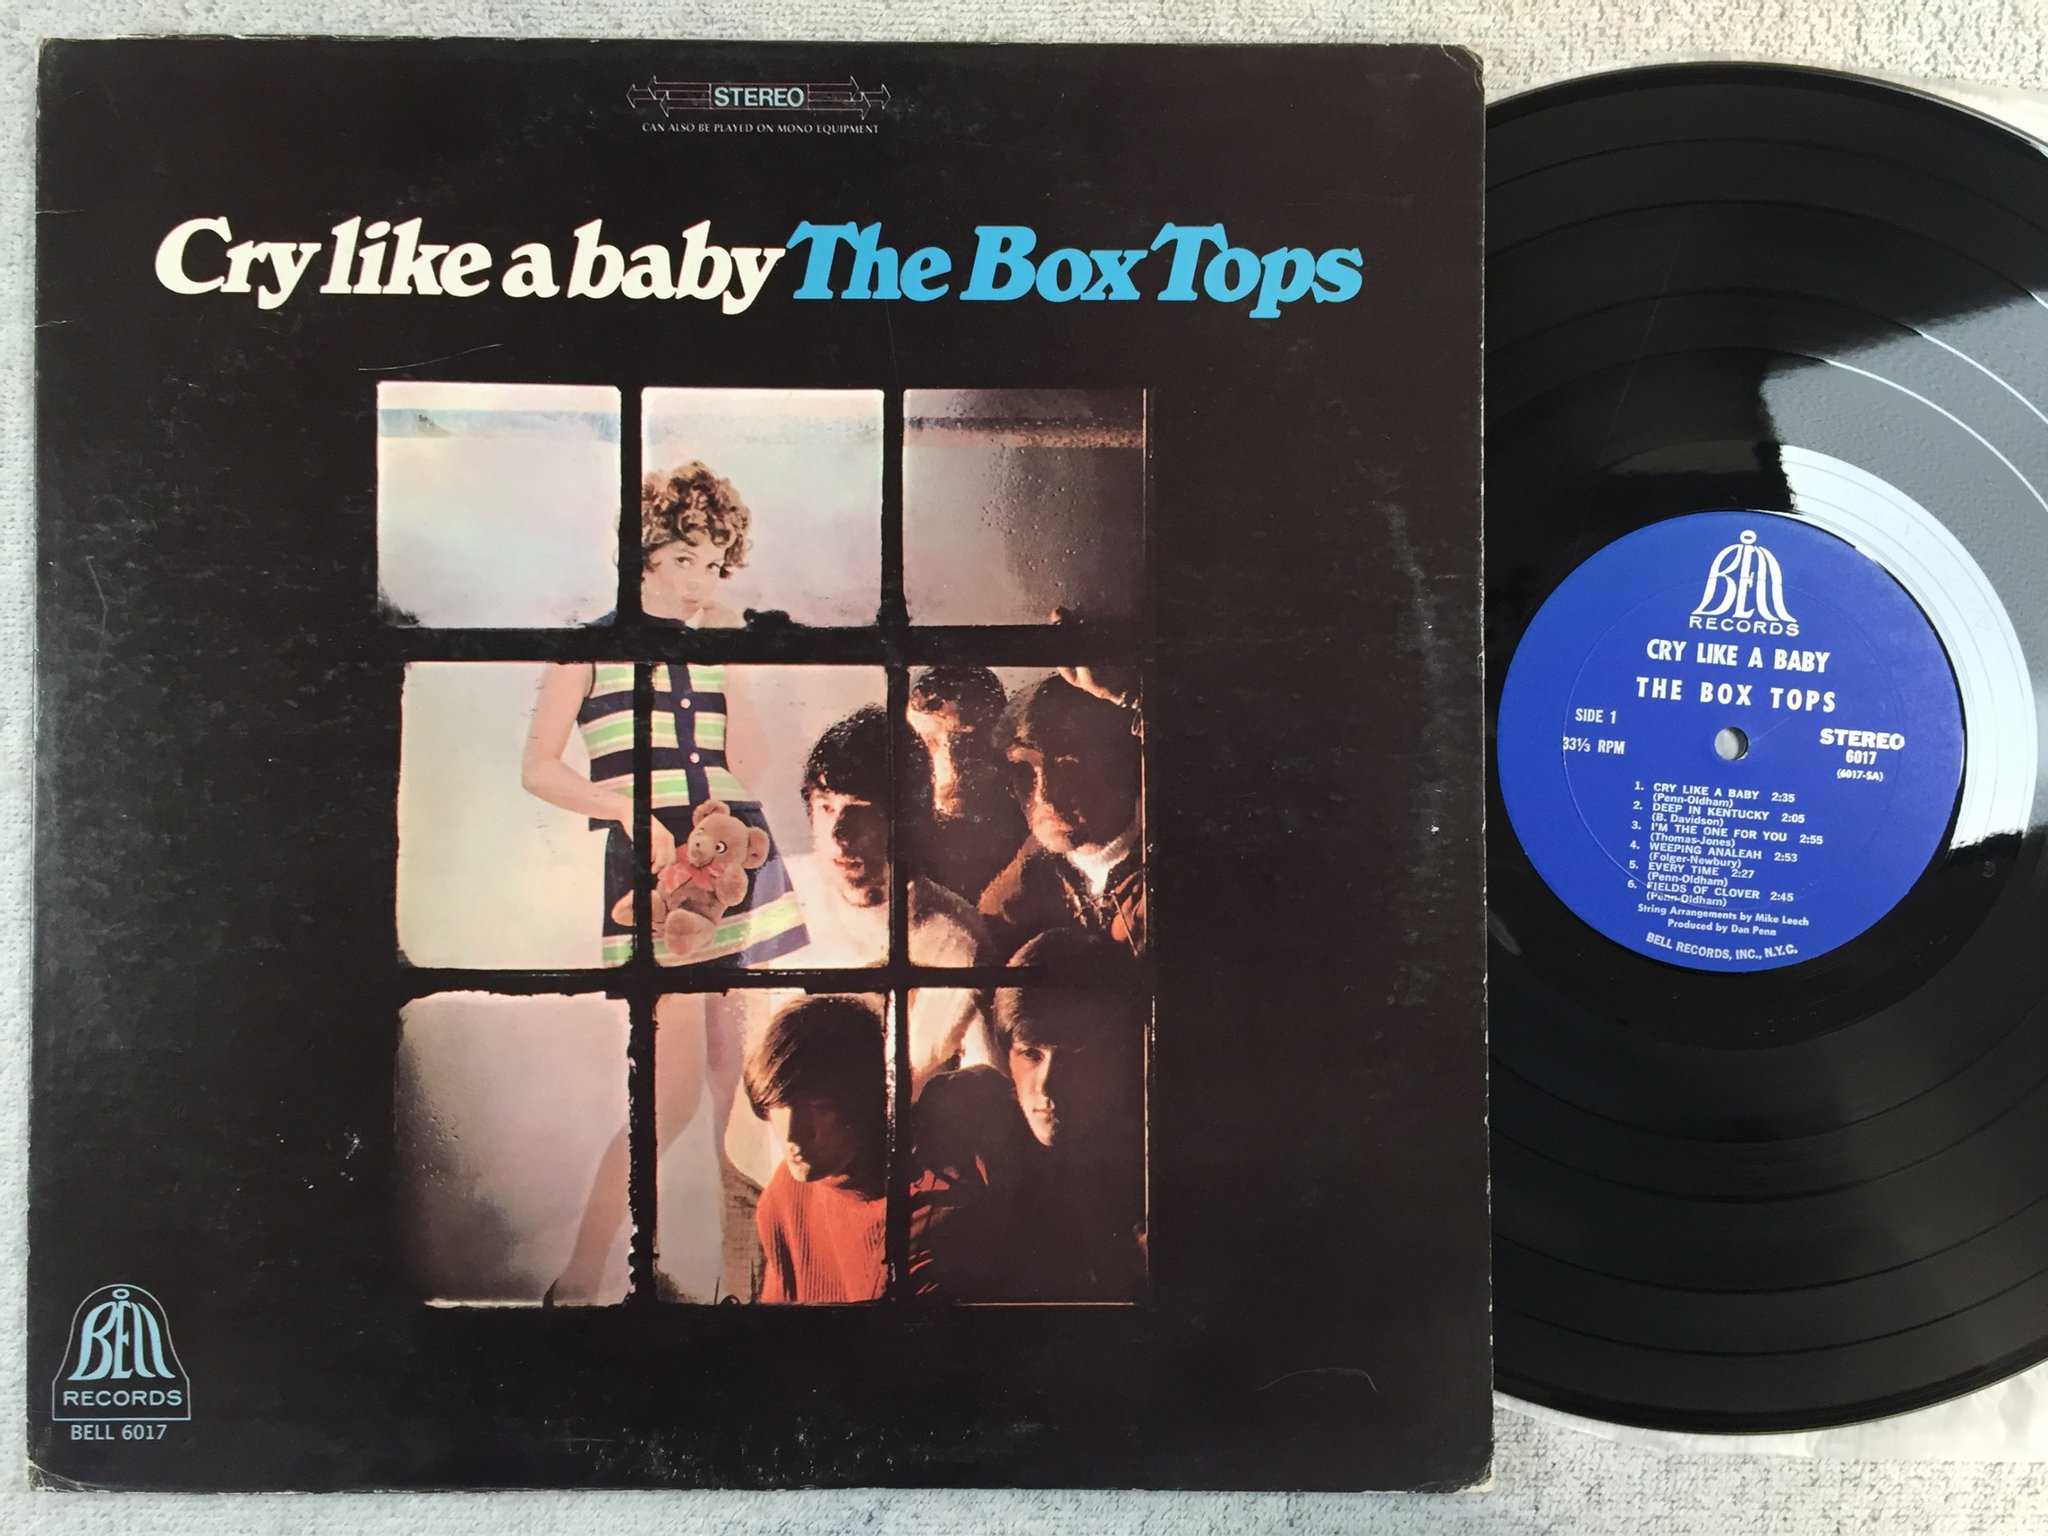 STEREO
CAN ALSO BE PLAYED ON MONO EQUIPMENT
Cry like a baby The Box Tops
BELL
RECORDS
BELL 6017
BELL
RECORDS
CRY LIKE A BABY
THE BOX TOPS
SIDE 1
33⅓ RPM
STEREO
6017
(6017-SA)
1. CRY LIKE A BABY 2:35
(Penn-Oldham)
2. DEEP IN KENTUCKY 2:05
(B. Davidson)
3. I'M THE ONE FOR YOU 2:55
(Thomas-Jones)
4. WEEPING ANALEAH 2:53
(Folger-Newbury)
5. EVERY TIME 2:27
(Penn-Oldham)
6. FIELDS OF CLOVER 2:45
(Penn-Oldham)
String Arrangements by Mike Leech
Produced by Dan Penn
BELL RECORDS, INC., N.Y.C.